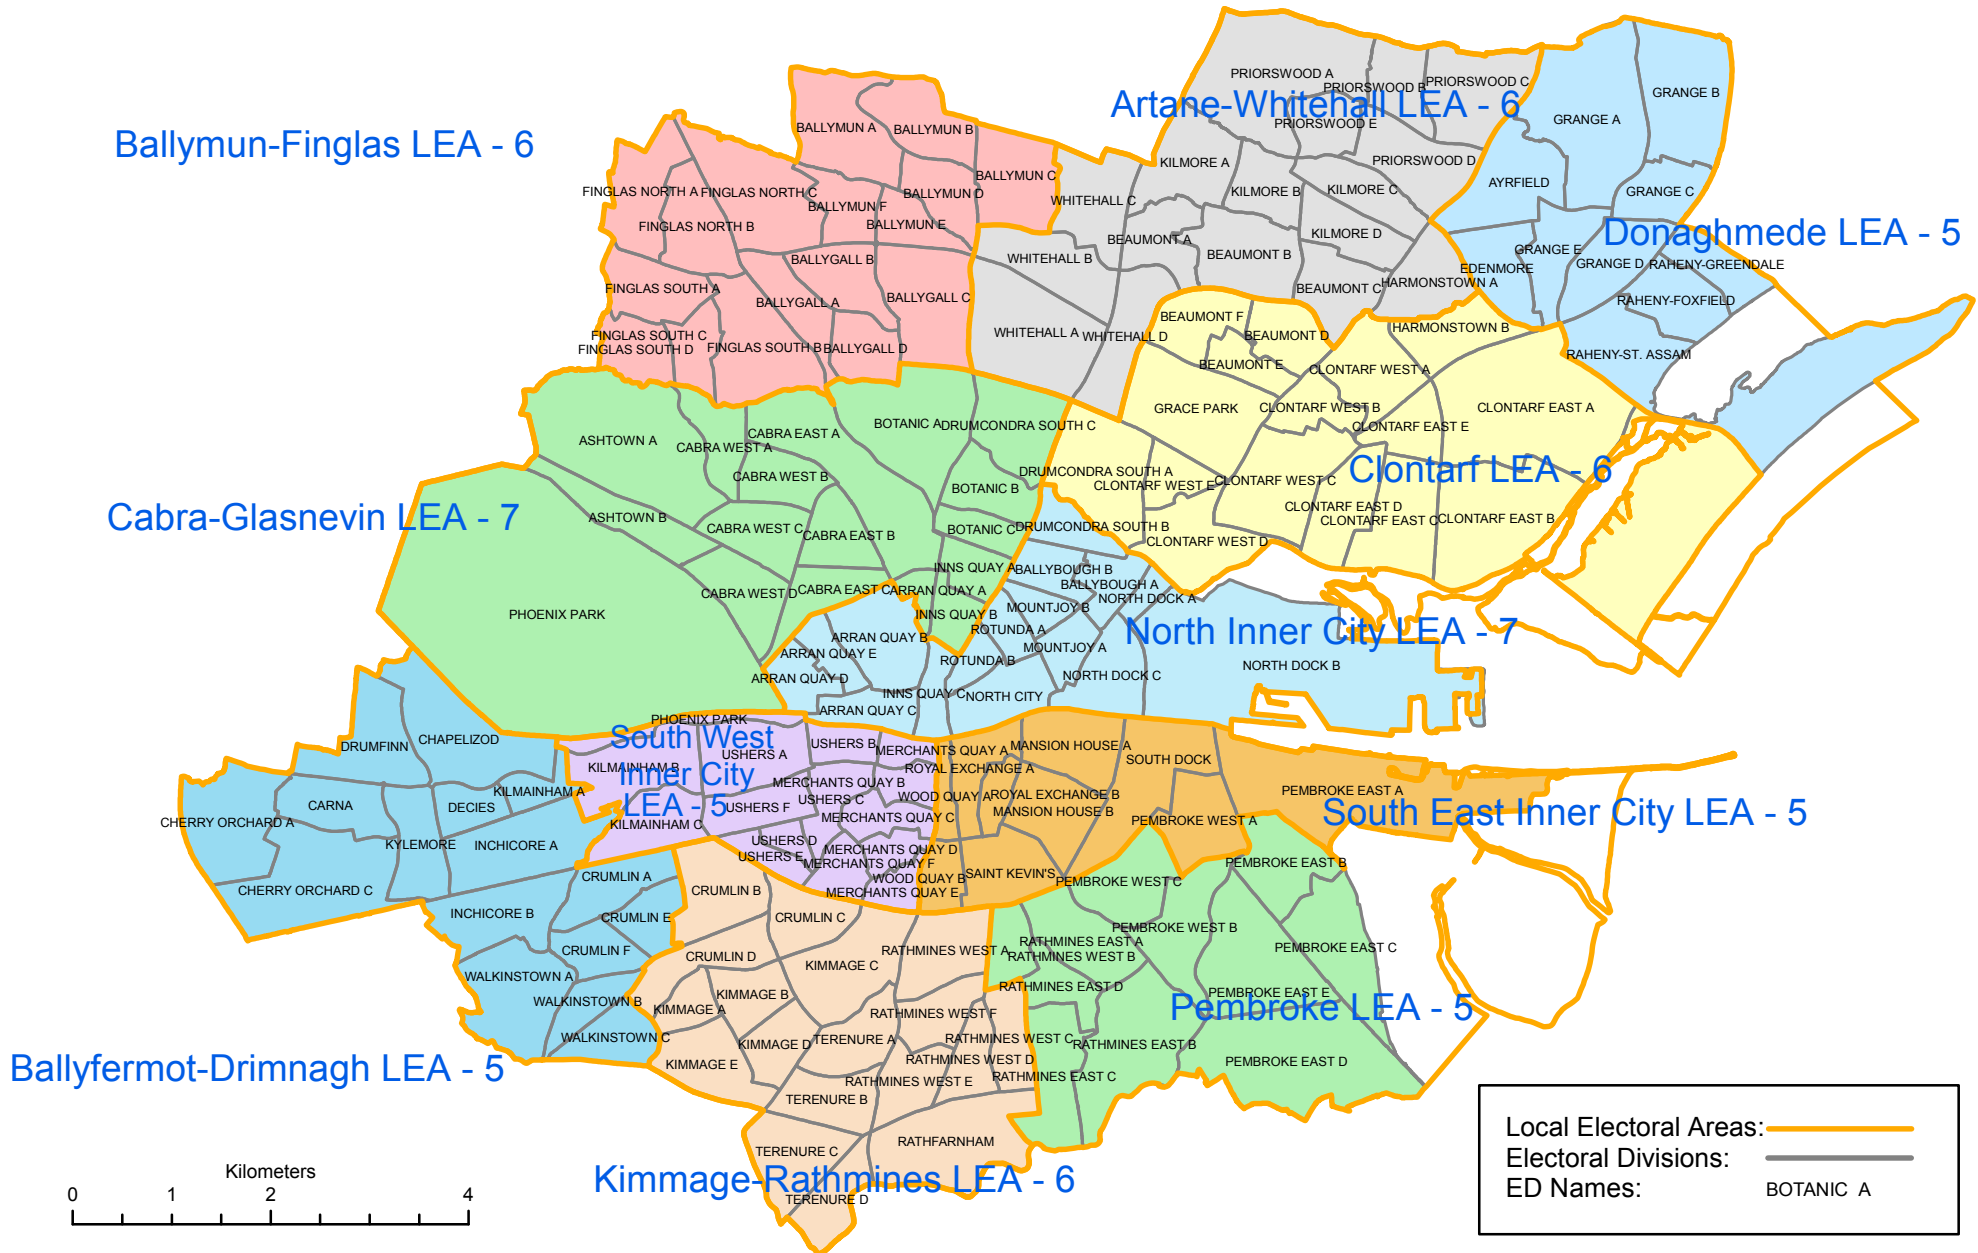 PRIORSWOOD A
PRIORSWOOD B
PRIORSWOOD C
Artane-Whitehall LEA - 6
GRANGE B
GRANGE A
PRIORSWOOD E
Ballymun-Finglas LEA - 6
BALLYMUN A
BALLYMUN B
KILMORE A
PRIORSWOOD D
BALLYMUN C
AYRFIELD
GRANGE C
FINGLAS NORTH A
FINGLAS NORTH C
BALLYMUN D
KILMORE B
KILMORE C
BALLYMUN F
WHITEHALL C
FINGLAS NORTH B
BALLYMUN E
KILMORE D
Donaghmede LEA - 5
BEAUMONT A
BEAUMONT B
GRANGE E
WHITEHALL B
BALLYGALL B
EDENMORE
GRANGE D
RAHENY-GREENDALE
FINGLAS SOUTH A
BALLYGALL A
BALLYGALL C
BEAUMONT C
HARMONSTOWN A
RAHENY-FOXFIELD
BEAUMONT F
WHITEHALL A
WHITEHALL D
BEAUMONT D
HARMONSTOWN B
FINGLAS SOUTH C
FINGLAS SOUTH D
FINGLAS SOUTH B
BALLYGALL D
RAHENY-ST. ASSAM
BEAUMONT E
CLONTARF WEST A
GRACE PARK
CLONTARF WEST B
CLONTARF EAST A
BOTANIC A
DRUMCONDRA SOUTH C
CLONTARF EAST E
ASHTOWN A
CABRA WEST A
CABRA EAST A
DRUMCONDRA SOUTH A
CLONTARF WEST E
CLONTARF WEST C
Clontarf LEA - 6
CABRA WEST B
BOTANIC B
CLONTARF EAST D
Cabra-Glasnevin LEA - 7
ASHTOWN B
CABRA WEST C
CABRA EAST B
BOTANIC C
DRUMCONDRA SOUTH B
CLONTARF EAST C
CLONTARF EAST B
CLONTARF WEST D
INNS QUAY A
BALLYBOUGH B
BALLYBOUGH A
CABRA WEST D
CABRA EAST C
ARRAN QUAY A
NORTH DOCK A
PHOENIX PARK
INNS QUAY B
MOUNTJOY B
ARRAN QUAY B
ROTUNDA A
North Inner City LEA - 7
ARRAN QUAY E
MOUNTJOY A
ROTUNDA B
NORTH DOCK B
ARRAN QUAY D
NORTH DOCK C
INNS QUAY C
NORTH CITY
ARRAN QUAY C
PHOENIX PARK
South West
Inner City
LEA - 5
DRUMFINN
CHAPELIZOD
USHERS A
USHERS B
MERCHANTS QUAY A
MANSION HOUSE A
SOUTH DOCK
KILMAINHAM B
ROYAL EXCHANGE A
MERCHANTS QUAY B
KILMAINHAM A
USHERS C
WOOD QUAY A
ROYAL EXCHANGE B
PEMBROKE EAST A
CARNA
DECIES
USHERS F
MERCHANTS QUAY C
MANSION HOUSE B
PEMBROKE WEST A
South East Inner City LEA - 5
CHERRY ORCHARD A
KILMAINHAM C
KYLEMORE
INCHICORE A
USHERS D
USHERS E
MERCHANTS QUAY D
MERCHANTS QUAY F
PEMBROKE EAST B
CHERRY ORCHARD C
CRUMLIN A
CRUMLIN B
WOOD QUAY B
SAINT KEVIN'S
PEMBROKE WEST C
MERCHANTS QUAY E
INCHICORE B
CRUMLIN E
CRUMLIN C
PEMBROKE WEST B
CRUMLIN F
CRUMLIN D
RATHMINES WEST A
RATHMINES EAST A
RATHMINES WEST B
PEMBROKE EAST C
WALKINSTOWN A
KIMMAGE C
RATHMINES EAST D
WALKINSTOWN B
KIMMAGE B
PEMBROKE EAST E
KIMMAGE A
RATHMINES WEST F
Pembroke LEA - 5
WALKINSTOWN C
KIMMAGE D
TERENURE A
RATHMINES WEST C
RATHMINES EAST B
Ballyfermot-Drimnagh LEA - 5
KIMMAGE E
RATHMINES WEST D
PEMBROKE EAST D
RATHMINES WEST E
RATHMINES EAST C
TERENURE B
TERENURE C
RATHFARNHAM
Kimmage-Rathmines LEA - 6
TERENURE D
Kilometers
0 1 2 4
Local Electoral Areas:
Electoral Divisions:
ED Names: BOTANIC A